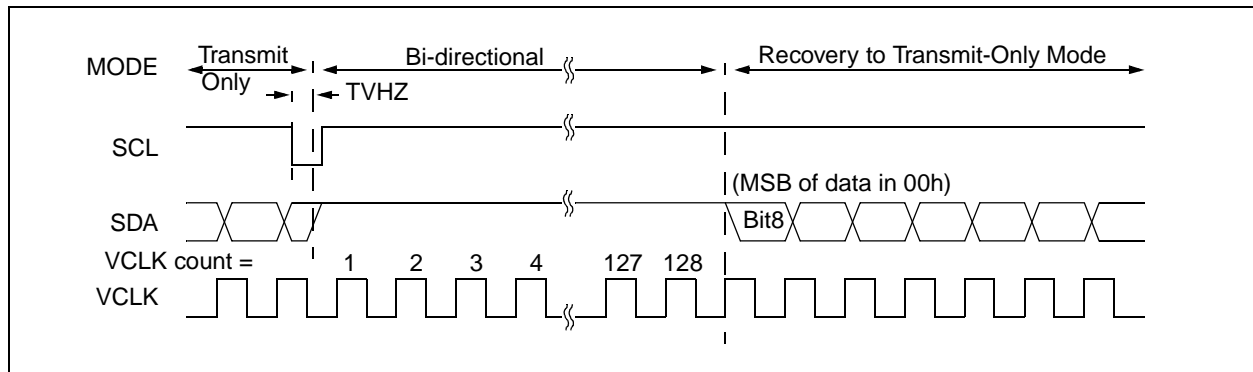 MODE Transmit Only Bi-directional Recovery to Transmit-Only Mode
TVHZ
SCL
(MSB of data in 00h)
SDA Bit8
VCLK count = 1 2 3 4 127 128
VCLK